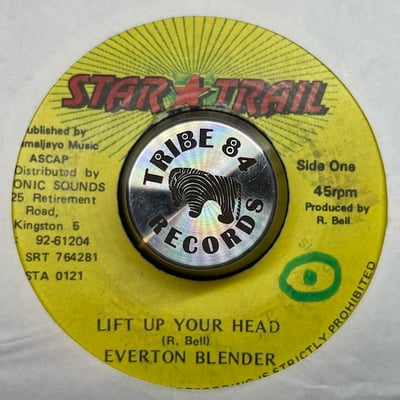 STAR TRAIL
ublished by
maljayo Music
ASCAP
Distributed by
ONIC SOUNDS
25 Retirement
Road,
Kingston 5
: 92-61204
SRT 764281
STA 0121
TRIBE 84
RECORDS
Side One
45rpm
Produced by
R. Bell.
LIFT UP YOUR HEAD
(R. Bell)
EVERTON BLENDER
IS STRICTLY PROHIBITED